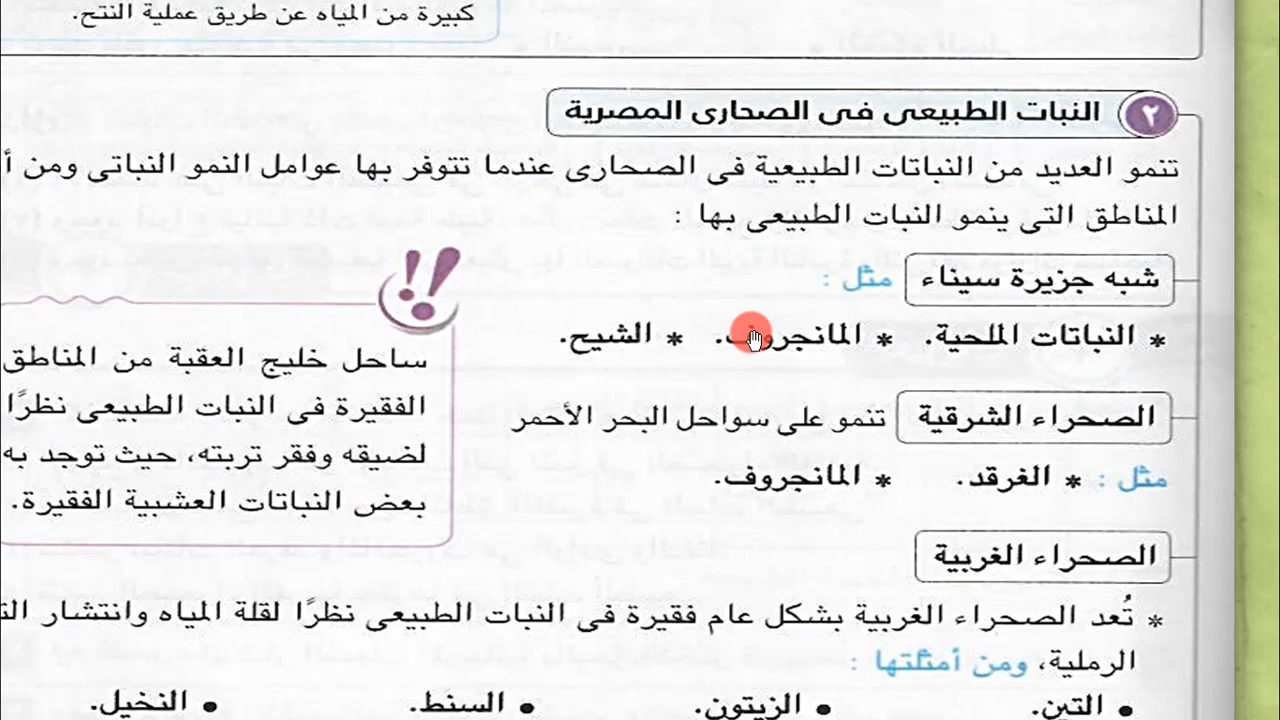 كبيرة من المياه عن طريق عملية النتح.
٢ النبات الطبيعى فى الصحارى المصرية
تنمو العديد من النباتات الطبيعية فى الصحارى عندما تتوفر بها عوامل النمو النباتى ومن
المناطق التى ينمو النبات الطبيعى بها :
شبه جزيرة سيناء مثل :
* النباتات الملحية. * المانجروف. * الشيح.
الصحراء الشرقية تنمو على سواحل البحر الأحمر
مثل : * الغرقد. * المانجروف.
ساحل خليج العقبة من المناطق
الفقيرة فى النبات الطبيعى نظرًا
لضيقه وفقر تربته، حيث توجد به
بعض النباتات العشبية الفقيرة.
الصحراء الغربية
* تُعد الصحراء الغربية بشكل عام فقيرة فى النبات الطبيعى نظرًا لقلة المياه وانتشار
الرملية، ومن أمثلتها :
• التين. • الزيتون. • السنط. • النخيل.